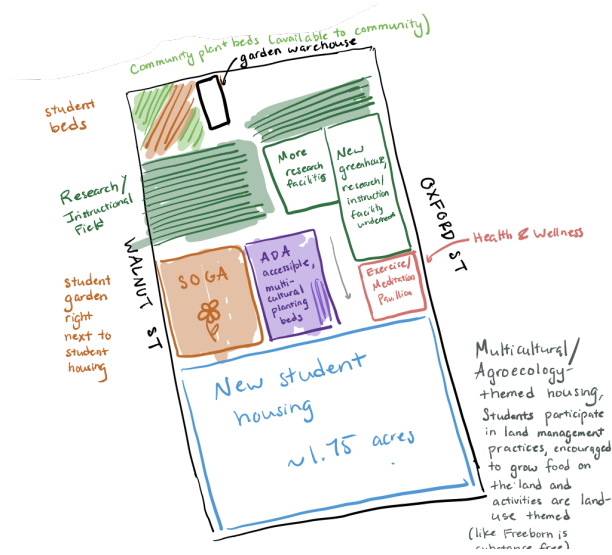 Community plant beds (available to community)
garden warehouse
student
beds
Research/
Instructional
Field
More
research
facilities
New
greenhouse,
research/
instruction
facility
OXFORD ST
Health & Wellness
WALNUT ST
SOGA
ADA
accessible,
multi-
cultural
planting
beds
Exercise/
Meditation
Pavillion
student
garden
right
next to
student
housing
New student
housing
~1.75 acres
Multicultural/
Agroecology-
themed housing,
Students participate
in land management
practices, encouraged
to grow food on
the land and
activities are land-
use themed
(like Freeborn is
substance free)